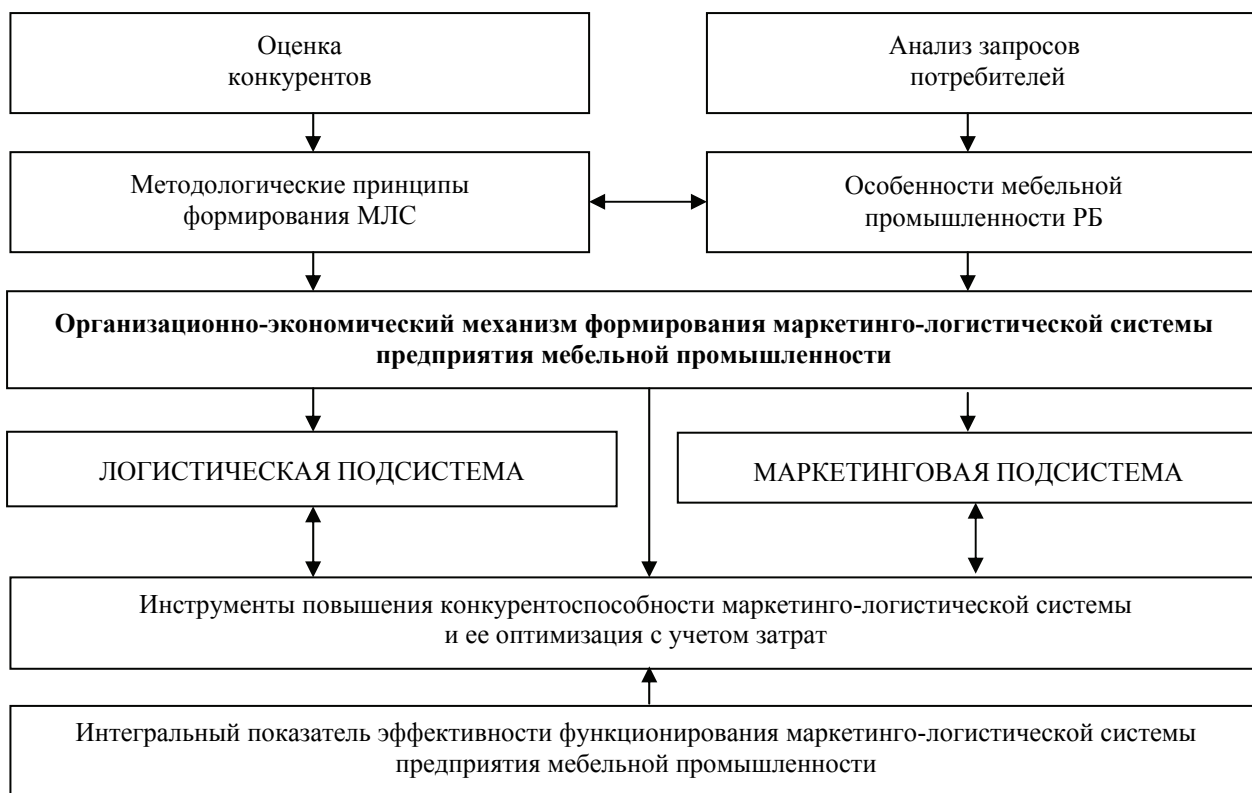 Оценка
конкурентов
Анализ запросов
потребителей
Методологические принципы
формирования МЛС
Особенности мебельной
промышленности РБ
Организационно-экономический механизм формирования маркетинго-логистической системы
предприятия мебельной промышленности
ЛОГИСТИЧЕСКАЯ ПОДСИСТЕМА
МАРКЕТИНГОВАЯ ПОДСИСТЕМА
Инструменты повышения конкурентоспособности маркетинго-логистической системы
и ее оптимизация с учетом затрат
Интегральный показатель эффективности функционирования маркетинго-логистической системы
предприятия мебельной промышленности